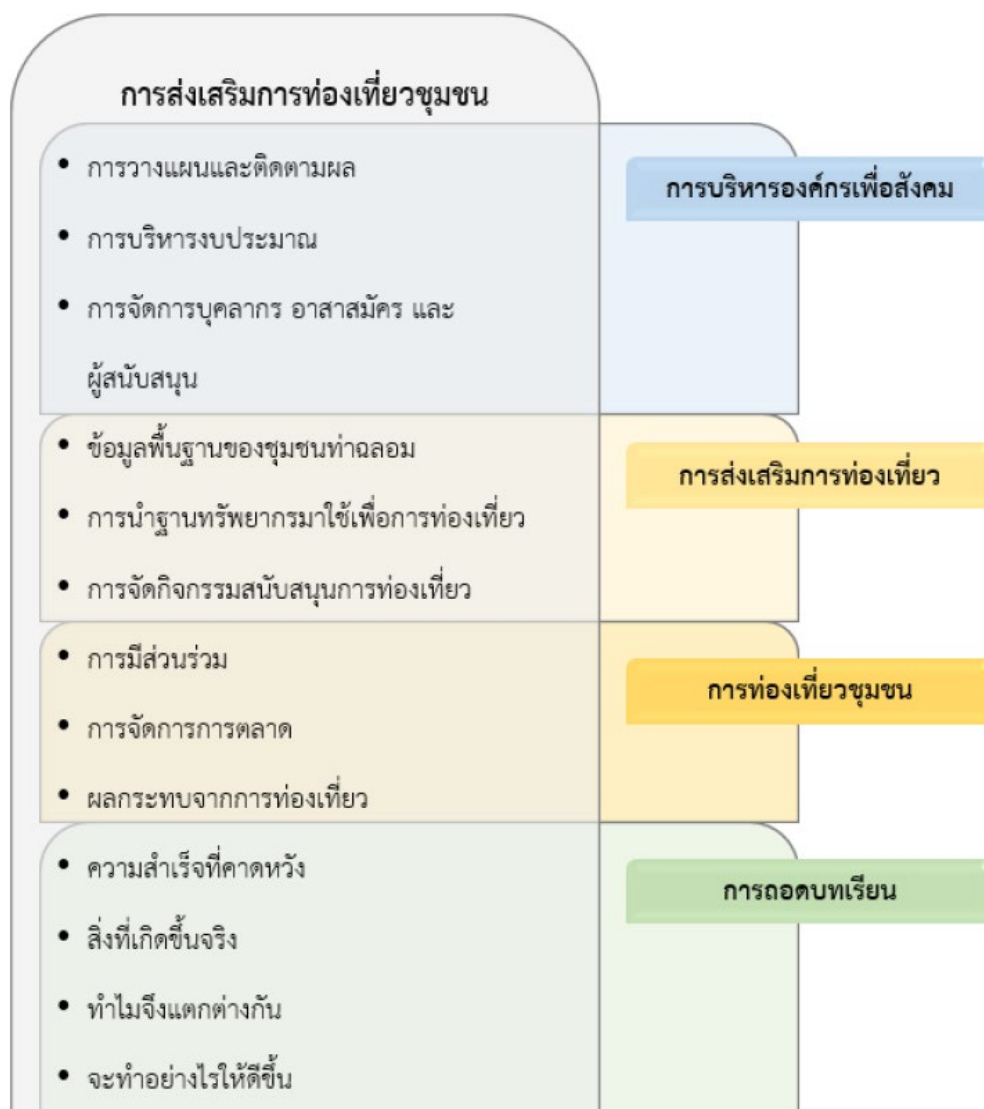 การส่งเสริมการท่องเที่ยวชุมชน
• การวางแผนและติดตามผล
• การบริหารงบประมาณ
• การจัดการบุคลากร อาสาสมัคร และ
ผู้สนับสนุน
การบริหารองค์กรเพื่อสังคม
• ข้อมูลพื้นฐานของชุมชนท่าฉลอม
• การนำฐานทรัพยากรมาใช้เพื่อการท่องเที่ยว
• การจัดกิจกรรมสนับสนุนการท่องเที่ยว
การส่งเสริมการท่องเที่ยว
• การมีส่วนร่วม
• การจัดการการตลาด
• ผลกระทบจากการท่องเที่ยว
การท่องเที่ยวชุมชน
• ความสำเร็จที่คาดหวัง
• สิ่งที่เกิดขึ้นจริง
• ทำไมจึงแตกต่างกัน
• จะทำอย่างไรให้ดีขึ้น
การถอดบทเรียน